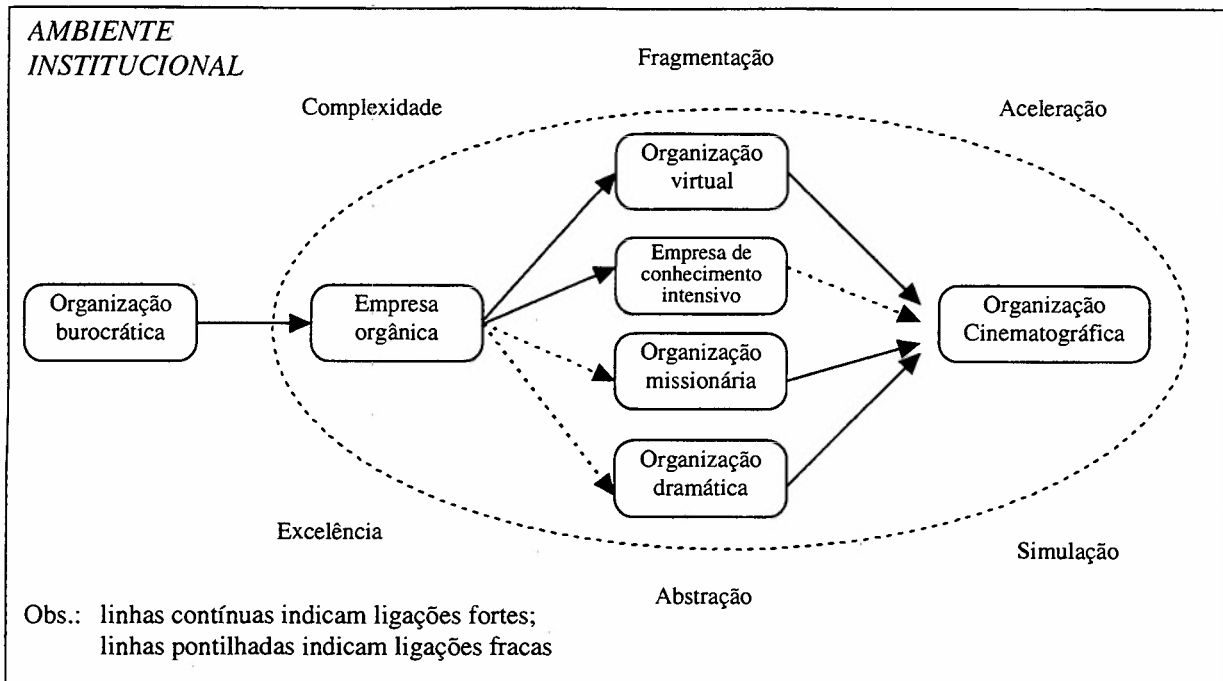 AMBIENTE
INSTITUCIONAL
Fragmentação
Complexidade
Aceleração
Organização
virtual
Empresa de
conhecimento
intensivo
Organização
burocrática
Empresa
orgânica
Organização
Cinematográfica
Organização
missionária
Organização
dramática
Excelência
Simulação
Abstração
Obs.: linhas contínuas indicam ligações fortes;
linhas pontilhadas indicam ligações fracas